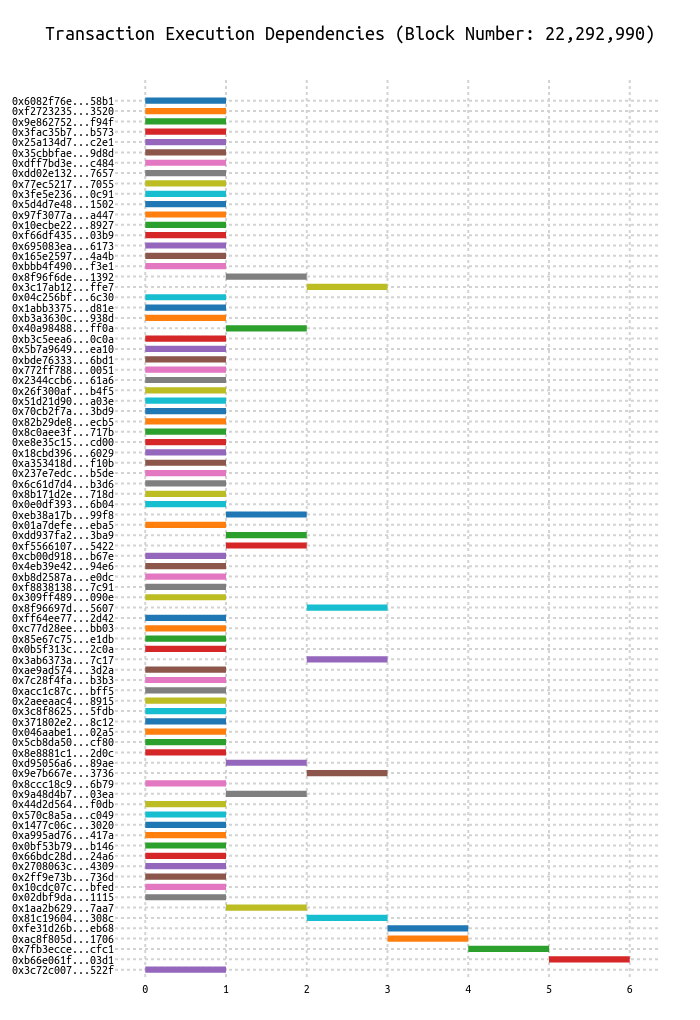 Transaction Execution Dependencies (Block Number: 22,292,990)
0x6082f76e...58b1
0xf2723235...3520
0x9e862752...f94f
0x3fac35b7...b573
0x25a134d7...c2e1
0x35cbbfae...9d8d
0xdff7bd3e...c484
0xdd02e132...7657
0x77ec5217...7055
0x3fe5e236...0c91
0x5d4d7e48...1502
0x97f3077a...a447
0x10ecbe22...8927
0xf66df435...03b9
0x695083ea...6173
0x165e2597...4a4b
0xbbb4f490...f3e1
0x8f96f6de...1392
0x3c17ab12...ffe7
0x04c256bf...6c30
0x1abb3375...d81e
0xb3a3630c...938d
0x40a98488...ff0a
0xb3c5eea6...0c0a
0x5b7a9649...ea10
0xbde76333...6bd1
0x772ff788...0051
0x2344ccb6...61a6
0x26f300af...b4f5
0x51d21d90...a03e
0x70cb2f7a...3bd9
0x82b29de8...ecb5
0x8c0aee3f...717b
0xe8e35c15...cd00
0x18cbd396...6029
0xa353418d...f10b
0x237e7edc...b5de
0x6c61d7d4...b3d6
0x8b171d2e...718d
0x0e0df393...6b04
0xeb38a17b...99f8
0x01a7defe...eba5
0xdd937fa2...3ba9
0xf5566107...5422
0xcb00d918...b67e
0x4eb39e42...94e6
0xb8d2587a...e0dc
0xf8838138...7c91
0x309ff489...090e
0x8f96697d...5607
0xff64ee77...2d42
0xc77d28ee...bb03
0x85e67c75...e1db
0x0b5f313c...2c0a
0x3ab6373a...7c17
0xae9ad574...3d2a
0x7c28f4fa...b3b3
0xacc1c87c...bff5
0x2aeeaac4...8915
0x3c8f8625...5fdb
0x371802e2...8c12
0x046aabe1...02a5
0x5cb8da50...cf80
0x8e8881c1...2d0c
0xd95056a6...89ae
0x9e7b667e...3736
0x8ccc18c9...6b79
0x9a48d4b7...03ea
0x44d2d564...f0db
0x570c8a5a...c049
0x1477c06c...3020
0xa995ad76...417a
0x0bf53b79...b146
0x66bdc28d...24a6
0x2708063c...4309
0x2ff9e73b...736d
0x10cdc07c...bfed
0x02dbf9da...1115
0x1aa2b629...7aa7
0x81c19604...308c
0xfe31d26b...eb68
0xac8f805d...1706
0x7fb3ecce...cfc1
0xb66e061f...03d1
0x3c72c007...522f
0 1 2 3 4 5 6